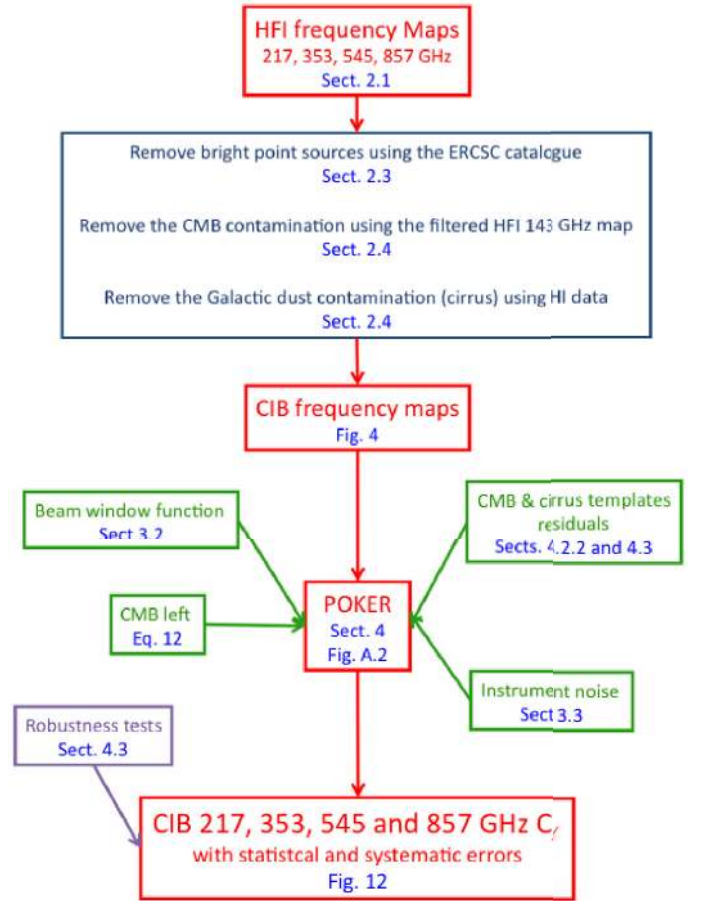 HFI frequency Maps
217, 353, 545, 857 GHz
Sect. 2.1
Remove bright point sources using the ERCSC catalogue
Sect. 2.3
Remove the CMB contamination using the filtered HFI 143 GHz map
Sect. 2.4
Remove the Galactic dust contamination (cirrus) using HI data
Sect. 2.4
CIB frequency maps
Fig. 4
Beam window function
Sect 3.2
CMB & cirrus templates
residuals
Sects. 4.2.2 and 4.3
CMB left
Eq. 12
POKER
Sect. 4
Fig. A.2
Instrument noise
Sect 3.3
Robustness tests
Sect. 4.3
CIB 217, 353, 545 and 857 GHz Cℓ
with statistcal and systematic errors
Fig. 12